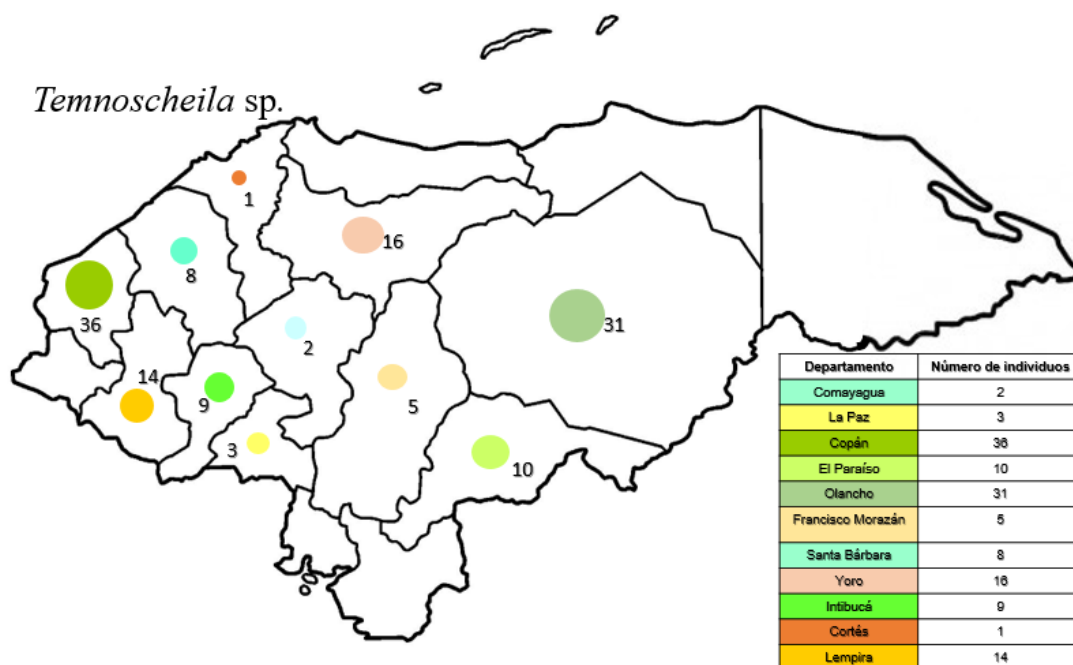 Temnoscheila sp.
1
16
8
36
31
2
14
9
5
3
10
Departamento Número de individuos
Comayagua 2
La Paz 3
Copán 36
El Paraíso 10
Olancho 31
Francisco Morazán 5
Santa Bárbara 8
Yoro 16
Intibucá 9
Cortés 1
Lempira 14